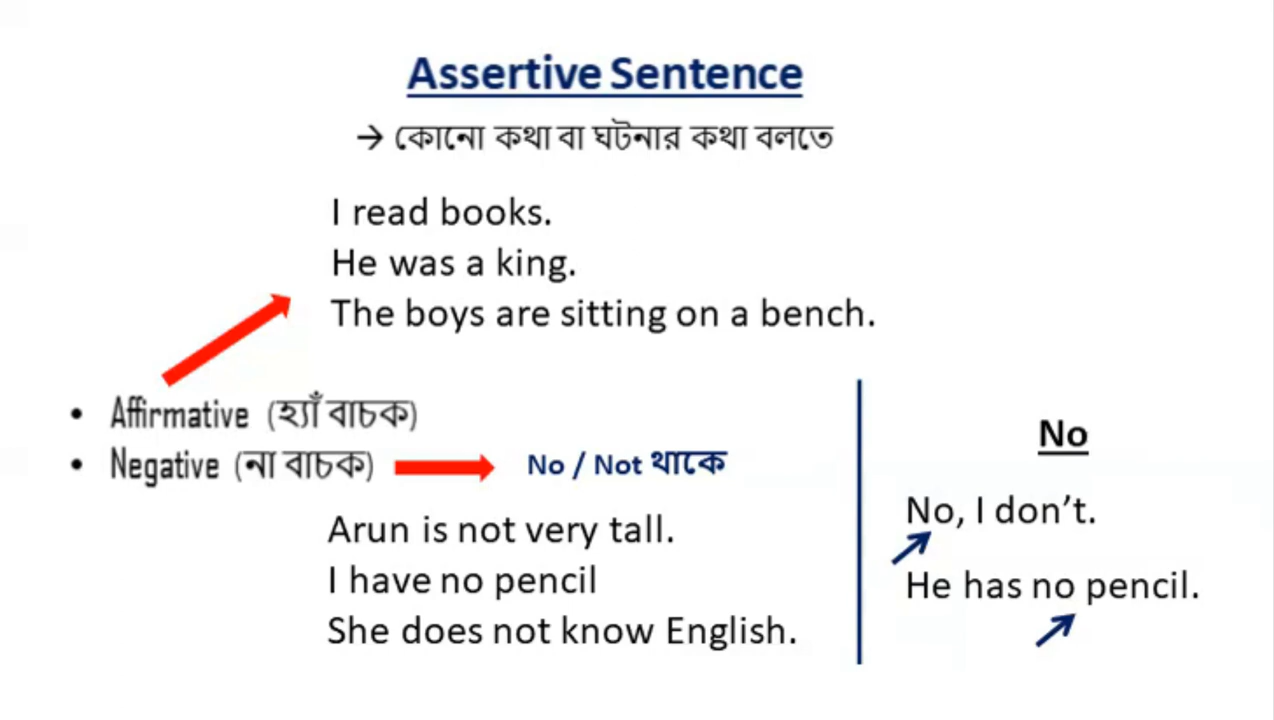 Assertive Sentence
→ কোনো কথা বা ঘটনার কথা বলতে
I read books.
He was a king.
The boys are sitting on a bench.
• Affirmative (হ্যাঁ বাচক)
• Negative (না বাচক)
No / Not থাকে
Arun is not very tall.
I have no pencil
She does not know English.
No
No, I don’t.
He has no pencil.